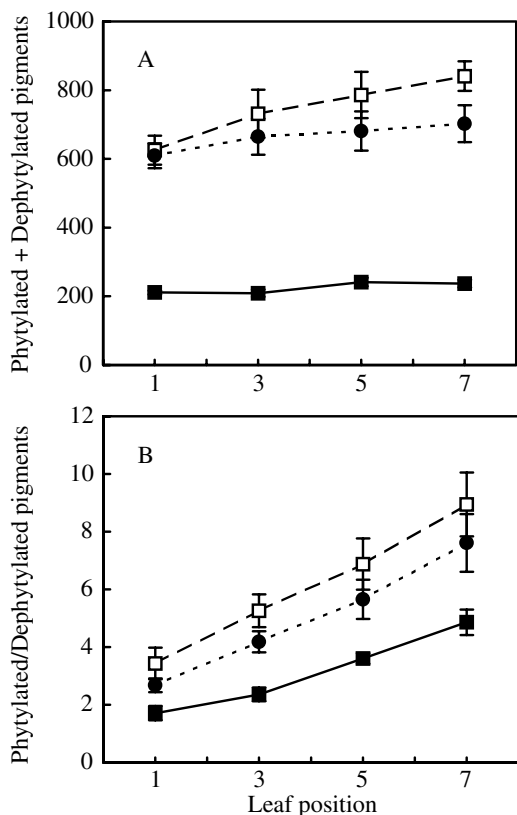 Phytylated + Dephytylated pigments
1000
800
600
400
200
0
A
1 3 5 7
Phytylated/Dephytylated pigments
12
10
8
6
4
2
0
B
1 3 5 7
Leaf position